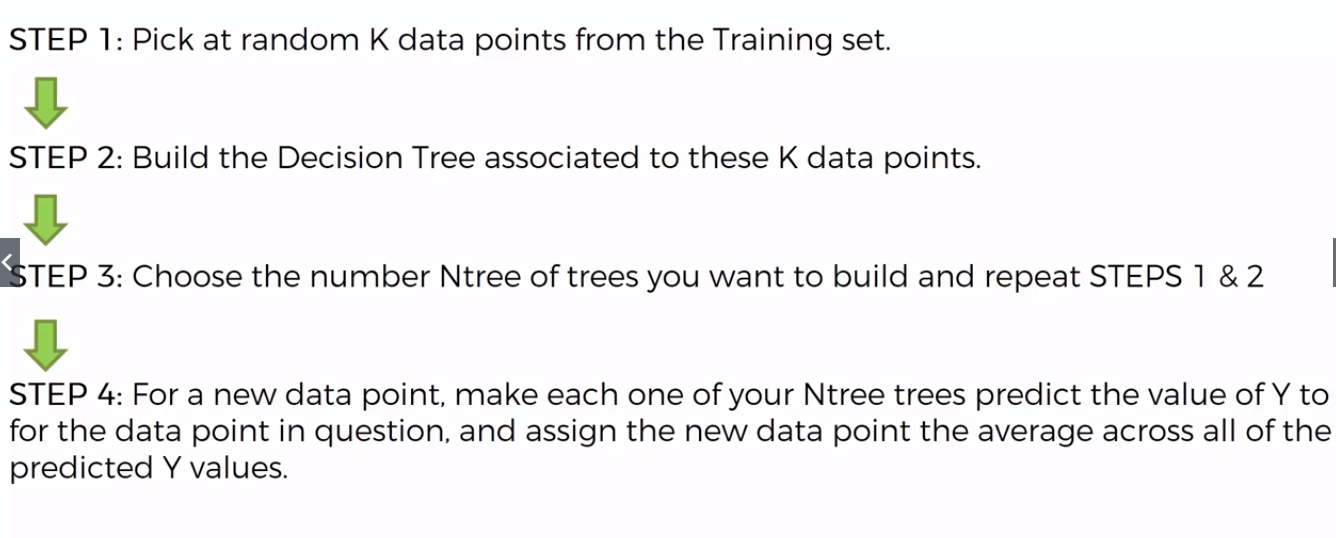 STEP 1: Pick at random K data points from the Training set.
STEP 2: Build the Decision Tree associated to these K data points.
STEP 3: Choose the number Ntree of trees you want to build and repeat STEPS 1 & 2
STEP 4: For a new data point, make each one of your Ntree trees predict the value of Y to
for the data point in question, and assign the new data point the average across all of the
predicted Y values.